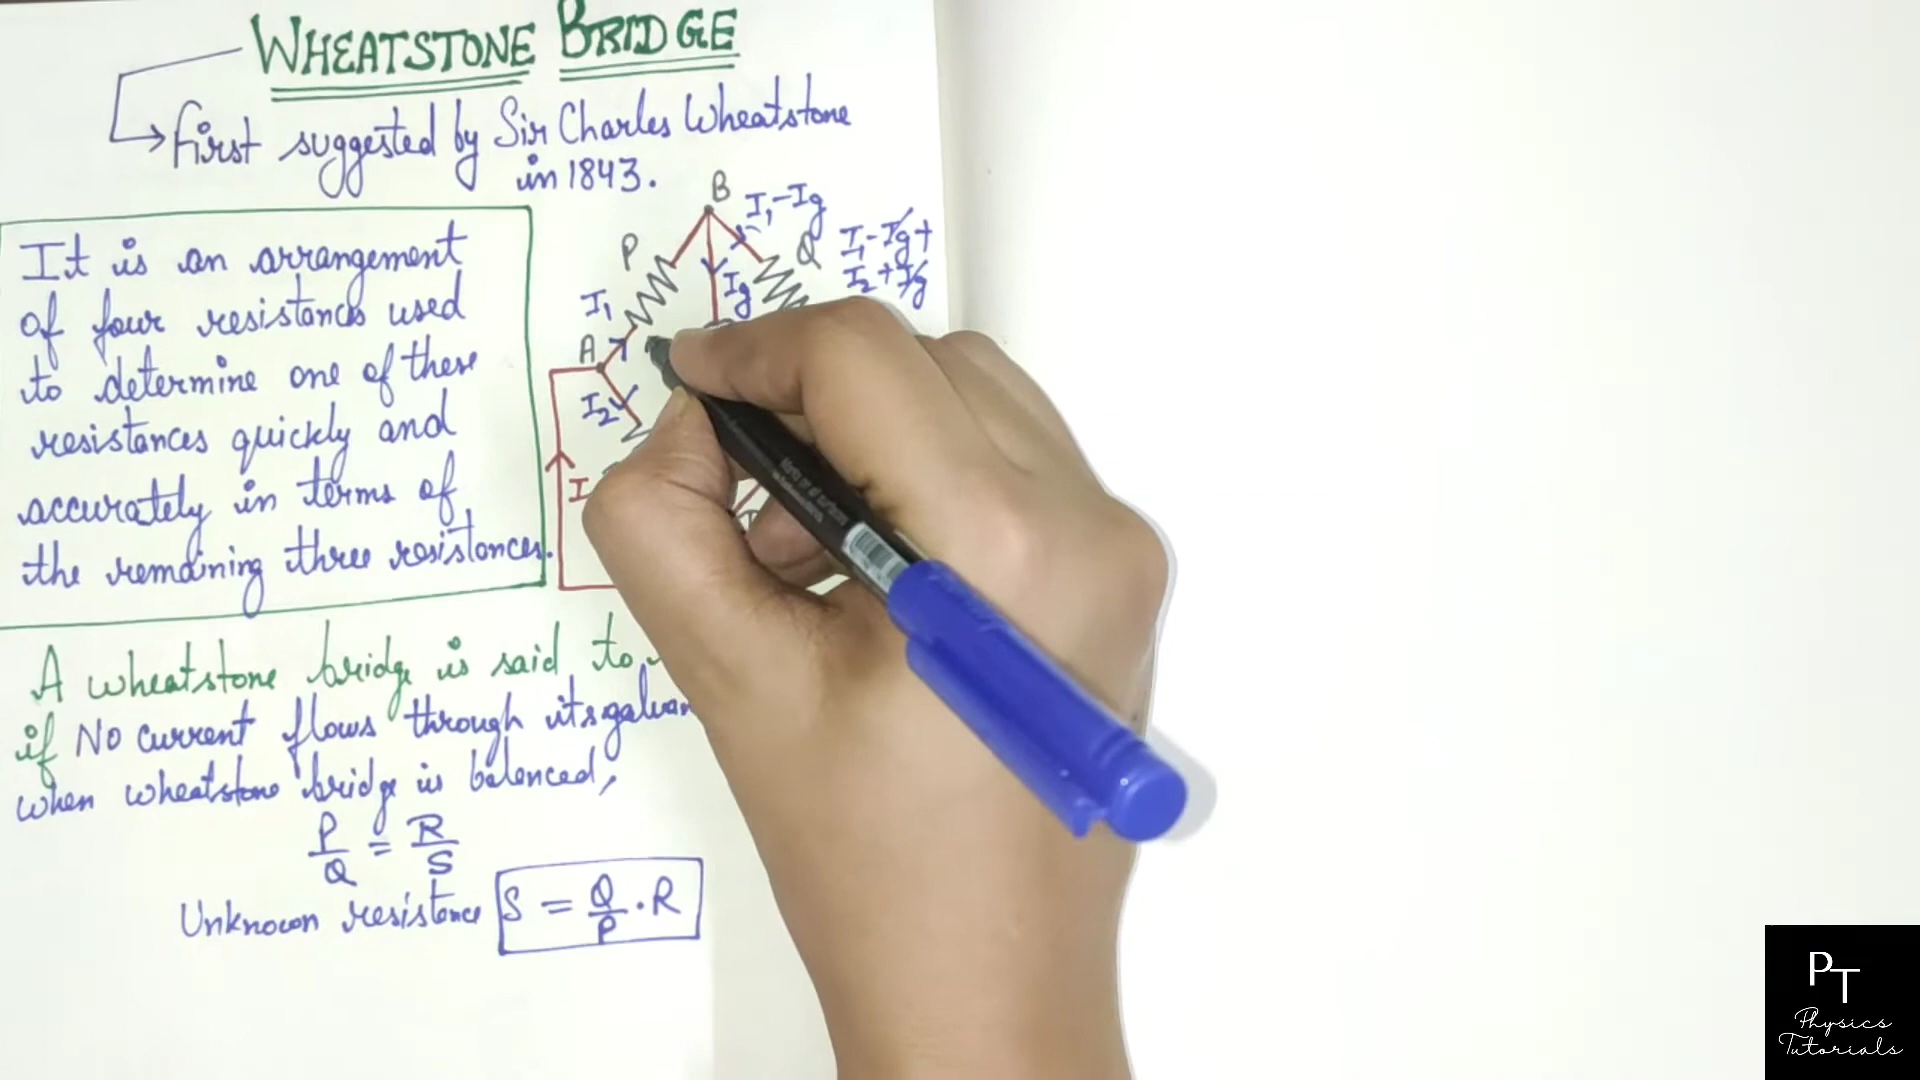 WHEATSTONE BRIDGE
First suggested by Sir Charles Wheatstone
in 1843.
It is an arrangement
of four resistances used
to determine one of these
resistances quickly and
accurately in terms of
the remaining three resistances.
B
I₁-Ig
P
Q
I₁-Ig+
I₂+Ig
I₁
Ig
A
I₂
I
A wheatstone bridge is said to
if No current flows through its galvan
when wheatstone bridge is balenced,
P/Q = R/S
Unknown resistance S = Q/P . R
PT
Physics
Tutorials